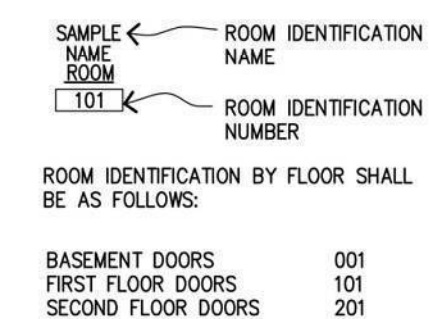 SAMPLE
NAME
ROOM
101
ROOM IDENTIFICATION
NAME
ROOM IDENTIFICATION
NUMBER
ROOM IDENTIFICATION BY FLOOR SHALL
BE AS FOLLOWS:
BASEMENT DOORS 001
FIRST FLOOR DOORS 101
SECOND FLOOR DOORS 201